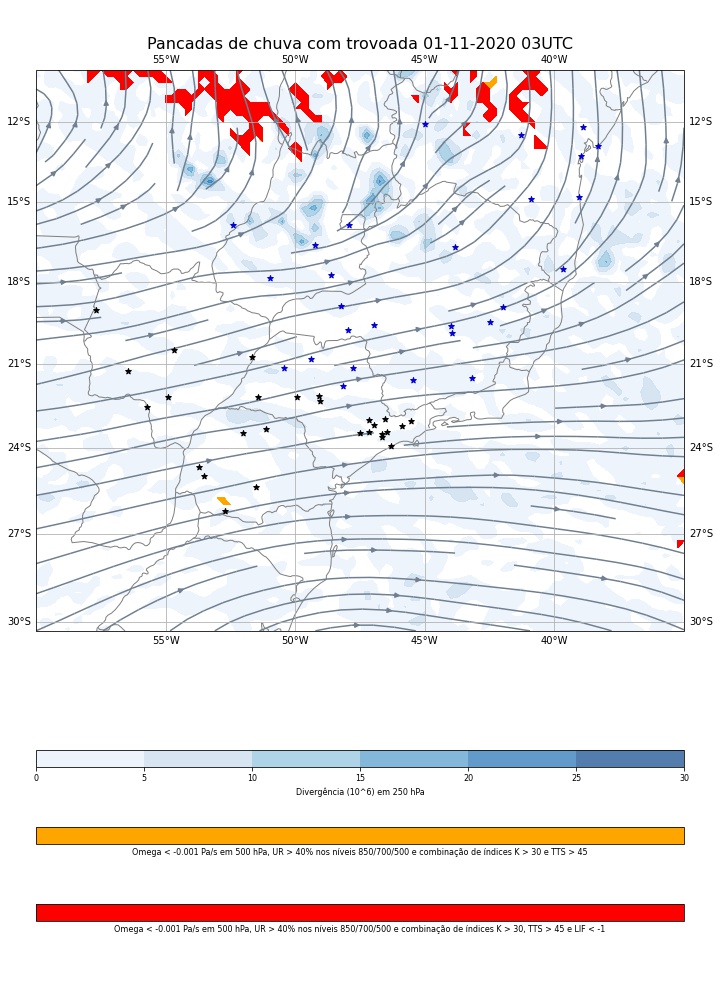 Pancadas de chuva com trovoada 01-11-2020 03UTC
55°W 50°W 45°W 40°W
12°S 12°S
15°S 15°S
18°S 18°S
21°S 21°S
24°S 24°S
27°S 27°S
30°S 30°S
55°W 50°W 45°W 40°W
0 5 10 15 20 25 30
Divergência (10^6) em 250 hPa
Omega < -0.001 Pa/s em 500 hPa, UR > 40% nos níveis 850/700/500 e combinação de índices K > 30 e TTS > 45
Omega < -0.001 Pa/s em 500 hPa, UR > 40% nos níveis 850/700/500 e combinação de índices K > 30, TTS > 45 e LIF < -1